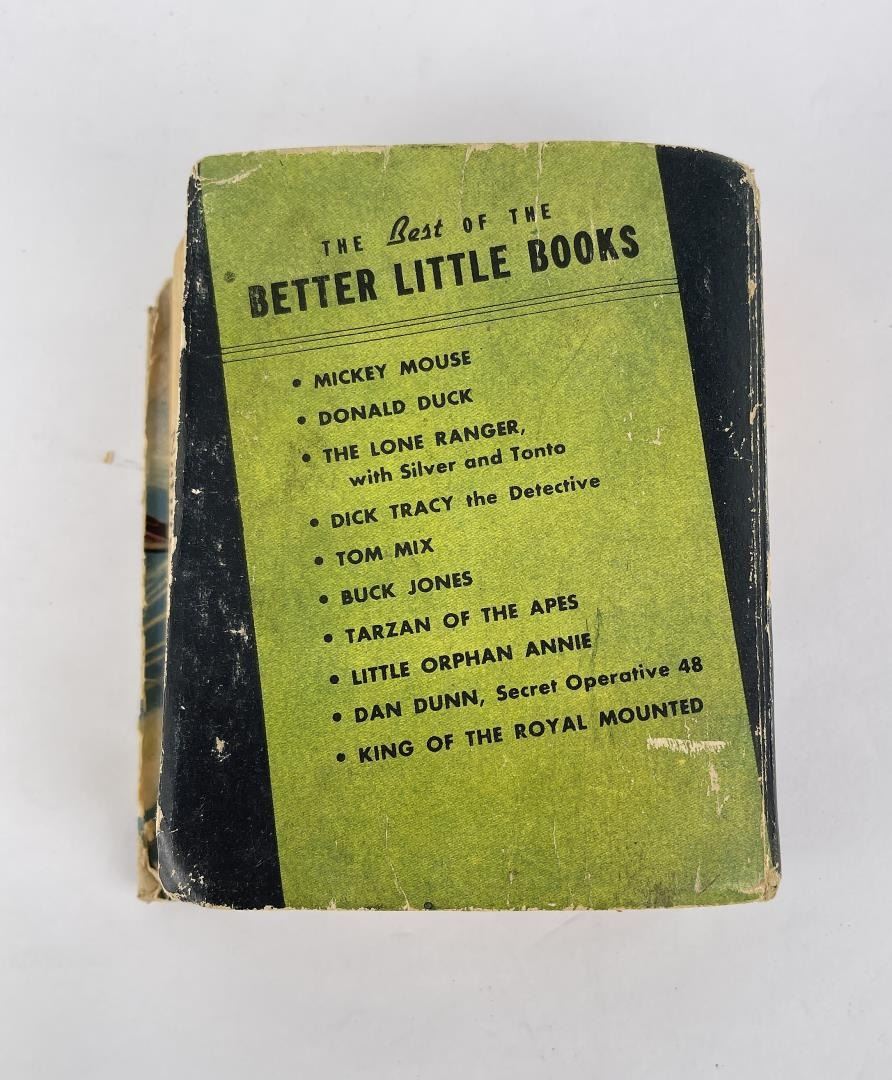 THE Best OF THE
BETTER LITTLE BOOKS
• MICKEY MOUSE
• DONALD DUCK
• THE LONE RANGER,
with Silver and Tonto
• DICK TRACY the Detective
• TOM MIX
• BUCK JONES
• TARZAN OF THE APES
• LITTLE ORPHAN ANNIE
• DAN DUNN, Secret Operative 48
• KING OF THE ROYAL MOUNTED